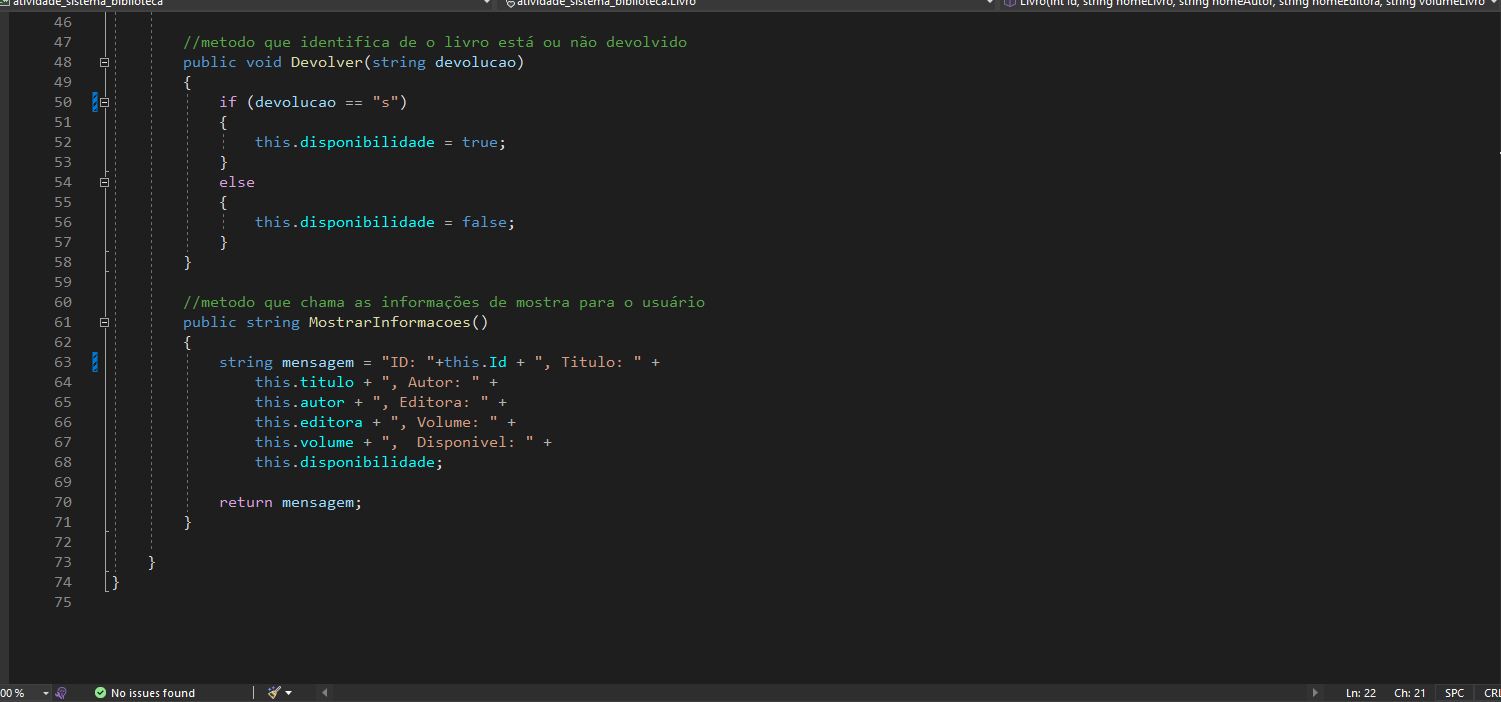 atividade_sistema_biblioteca atividade_sistema_biblioteca.Livro Livro(int id, string nomeLivro, string nomeAutor, string nomeEditora, string volumeLivro
46
47 //metodo que identifica de o livro está ou não devolvido
48 public void Devolver(string devolucao)
49 {
50 if (devolucao == "s")
51 {
52 this.disponibilidade = true;
53 }
54 else
55 {
56 this.disponibilidade = false;
57 }
58 }
59
60 //metodo que chama as informações de mostra para o usuário
61 public string MostrarInformacoes()
62 {
63 string mensagem = "ID: "+this.Id + ", Titulo: " +
64 this.titulo + ", Autor: " +
65 this.autor + ", Editora: " +
66 this.editora + ", Volume: " +
67 this.volume + ",  Disponivel: " +
68 this.disponibilidade;
69
70 return mensagem;
71 }
72
73 }
74 }
75
00 % No issues found Ln: 22 Ch: 21 SPC CRL